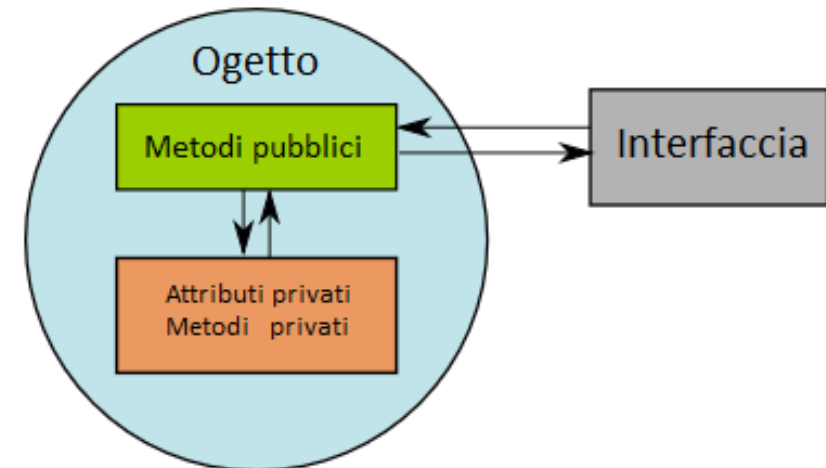 Ogetto
Metodi pubblici
Interfaccia
Attributi privati
Metodi privati